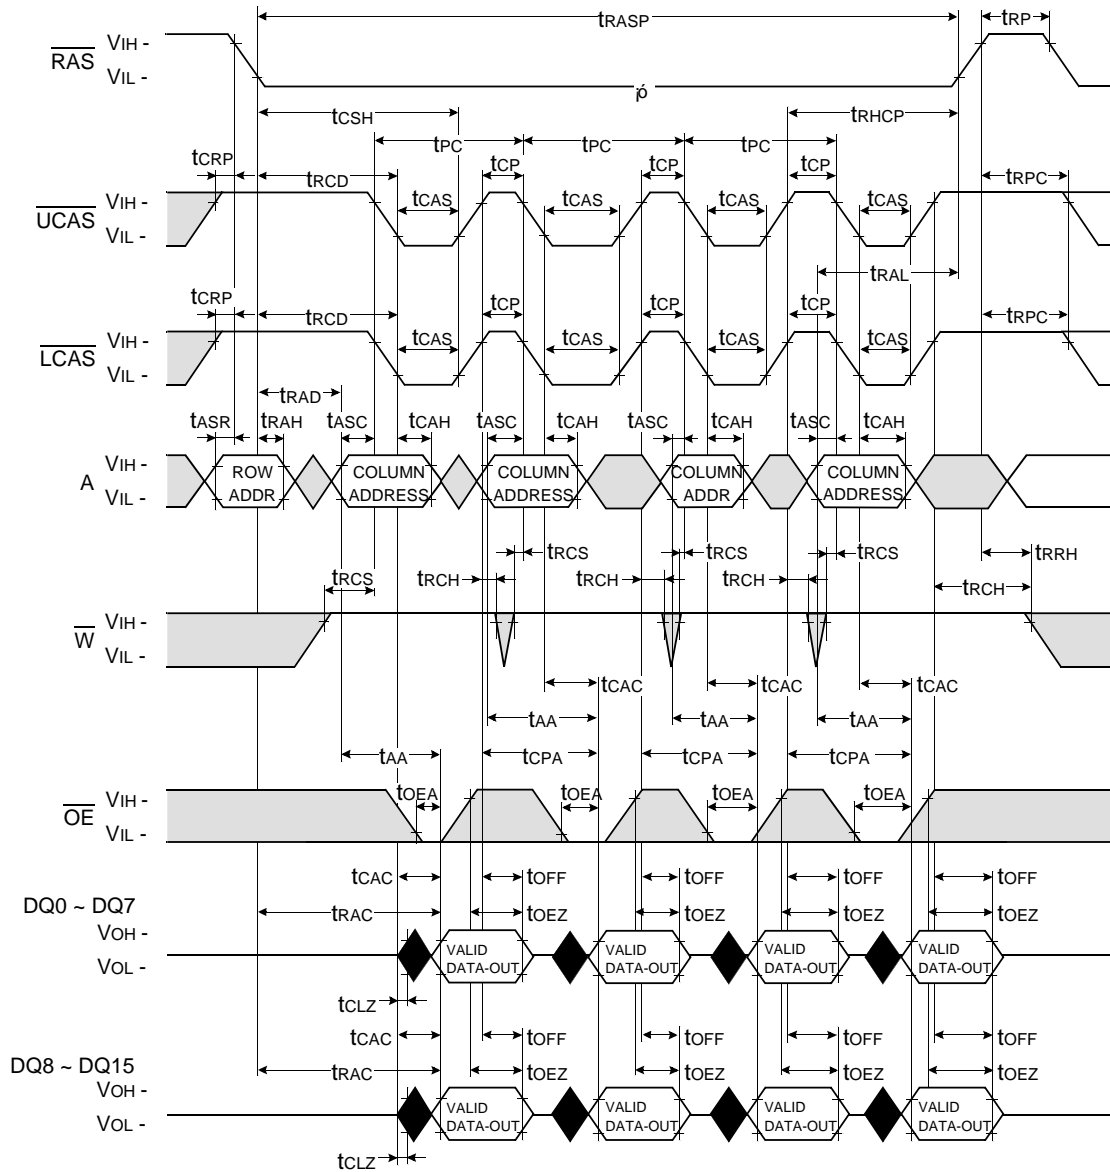 tRASP tRP
RAS VIH -
VIL -
tCSH tRHCP
tPC tPC tPC
tCRP tRCD tCP tCP tCP tRPC
UCAS VIH - tCAS tCAS tCAS tCAS
VIL -
tRAL
tCRP tRCD tCP tCP tCP tRPC
LCAS VIH - tCAS tCAS tCAS tCAS
VIL -
tRAD
tASR tRAH tASC tCAH tASC tCAH tASC tCAH tASC tCAH
A VIH - ROW COLUMN COLUMN COLUMN COLUMN
VIL - ADDR ADDRESS ADDRESS ADDR ADDRESS
tRCS tRCS tRCS tRRH
tRCS tRCH tRCH tRCH tRCH
W VIH -
VIL -
tCAC tCAC tCAC
tAA tAA tAA
tAA tCPA tCPA tCPA
OE VIH - tOEA tOEA tOEA tOEA
VIL -
tCAC tOFF tOFF tOFF tOFF
DQ0 ~ DQ7 tRAC tOEZ tOEZ tOEZ tOEZ
VOH - VALID VALID VALID VALID
VOL - DATA-OUT DATA-OUT DATA-OUT DATA-OUT
tCLZ
tCAC tOFF tOFF tOFF tOFF
DQ8 ~ DQ15 tRAC tOEZ tOEZ tOEZ tOEZ
VOH - VALID VALID VALID VALID
VOL - DATA-OUT DATA-OUT DATA-OUT DATA-OUT
tCLZ